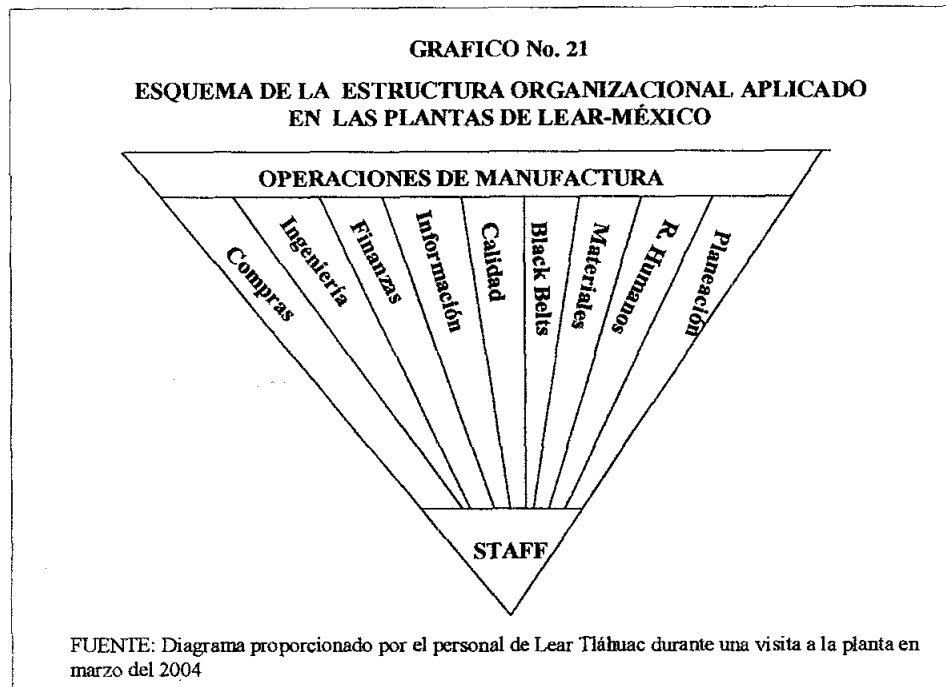 GRAFICO No. 21
ESQUEMA DE LA ESTRUCTURA ORGANIZACIONAL APLICADO
EN LAS PLANTAS DE LEAR-MÉXICO
OPERACIONES DE MANUFACTURA
Compras
Ingeniería
Finanzas
Información
Calidad
Black Belts
Materiales
R. Humanos
Planeación
STAFF
FUENTE: Diagrama proporcionado por el personal de Lear Tláhuac durante una visita a la planta en
marzo del 2004